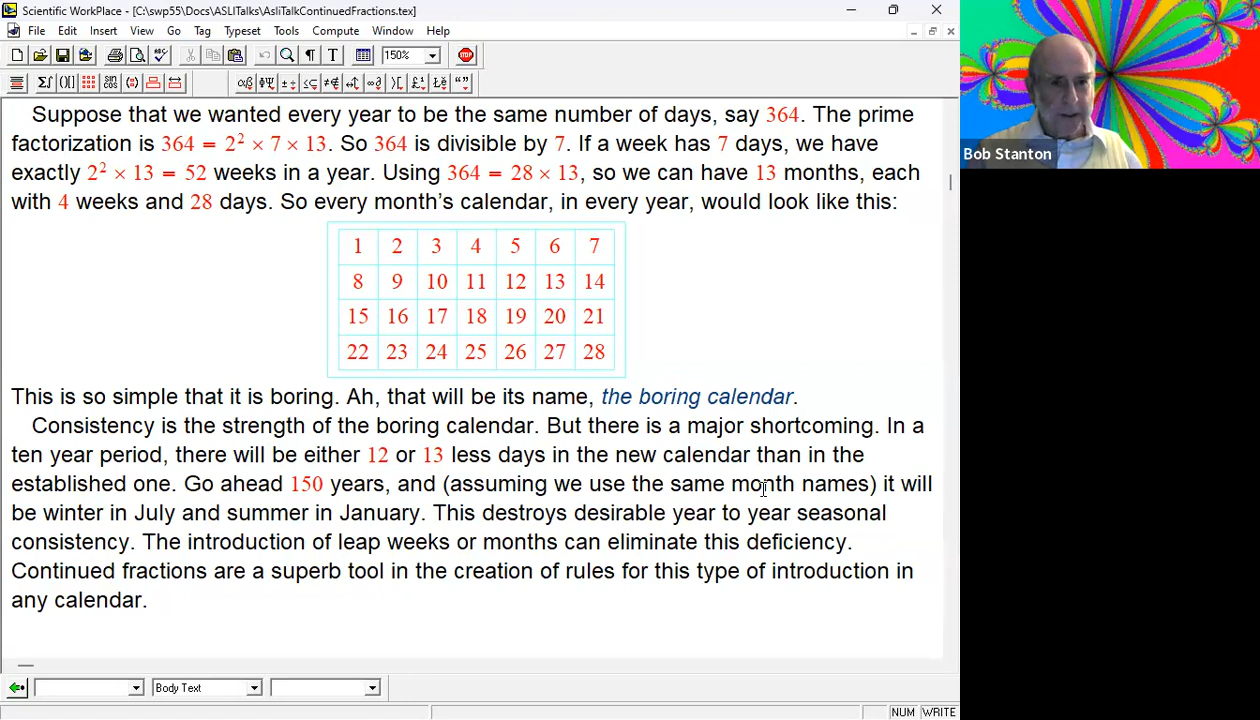 Scientific WorkPlace - [C:\swp55\Docs\ASLITalks\AsliTalkContinuedFractions.tex]
File Edit Insert View Go Tag Typeset Tools Compute Window Help
150%
STOP
Suppose that we wanted every year to be the same number of days, say 364. The prime
factorization is 364 = 2² × 7 × 13. So 364 is divisible by 7. If a week has 7 days, we have
exactly 2² × 13 = 52 weeks in a year. Using 364 = 28 × 13, so we can have 13 months, each
with 4 weeks and 28 days. So every month's calendar, in every year, would look like this:
1 2 3 4 5 6 7
8 9 10 11 12 13 14
15 16 17 18 19 20 21
22 23 24 25 26 27 28
This is so simple that it is boring. Ah, that will be its name, the boring calendar.
Consistency is the strength of the boring calendar. But there is a major shortcoming. In a
ten year period, there will be either 12 or 13 less days in the new calendar than in the
established one. Go ahead 150 years, and (assuming we use the same month names) it will
be winter in July and summer in January. This destroys desirable year to year seasonal
consistency. The introduction of leap weeks or months can eliminate this deficiency.
Continued fractions are a superb tool in the creation of rules for this type of introduction in
any calendar.
Body Text
NUM WRITE
Bob Stanton